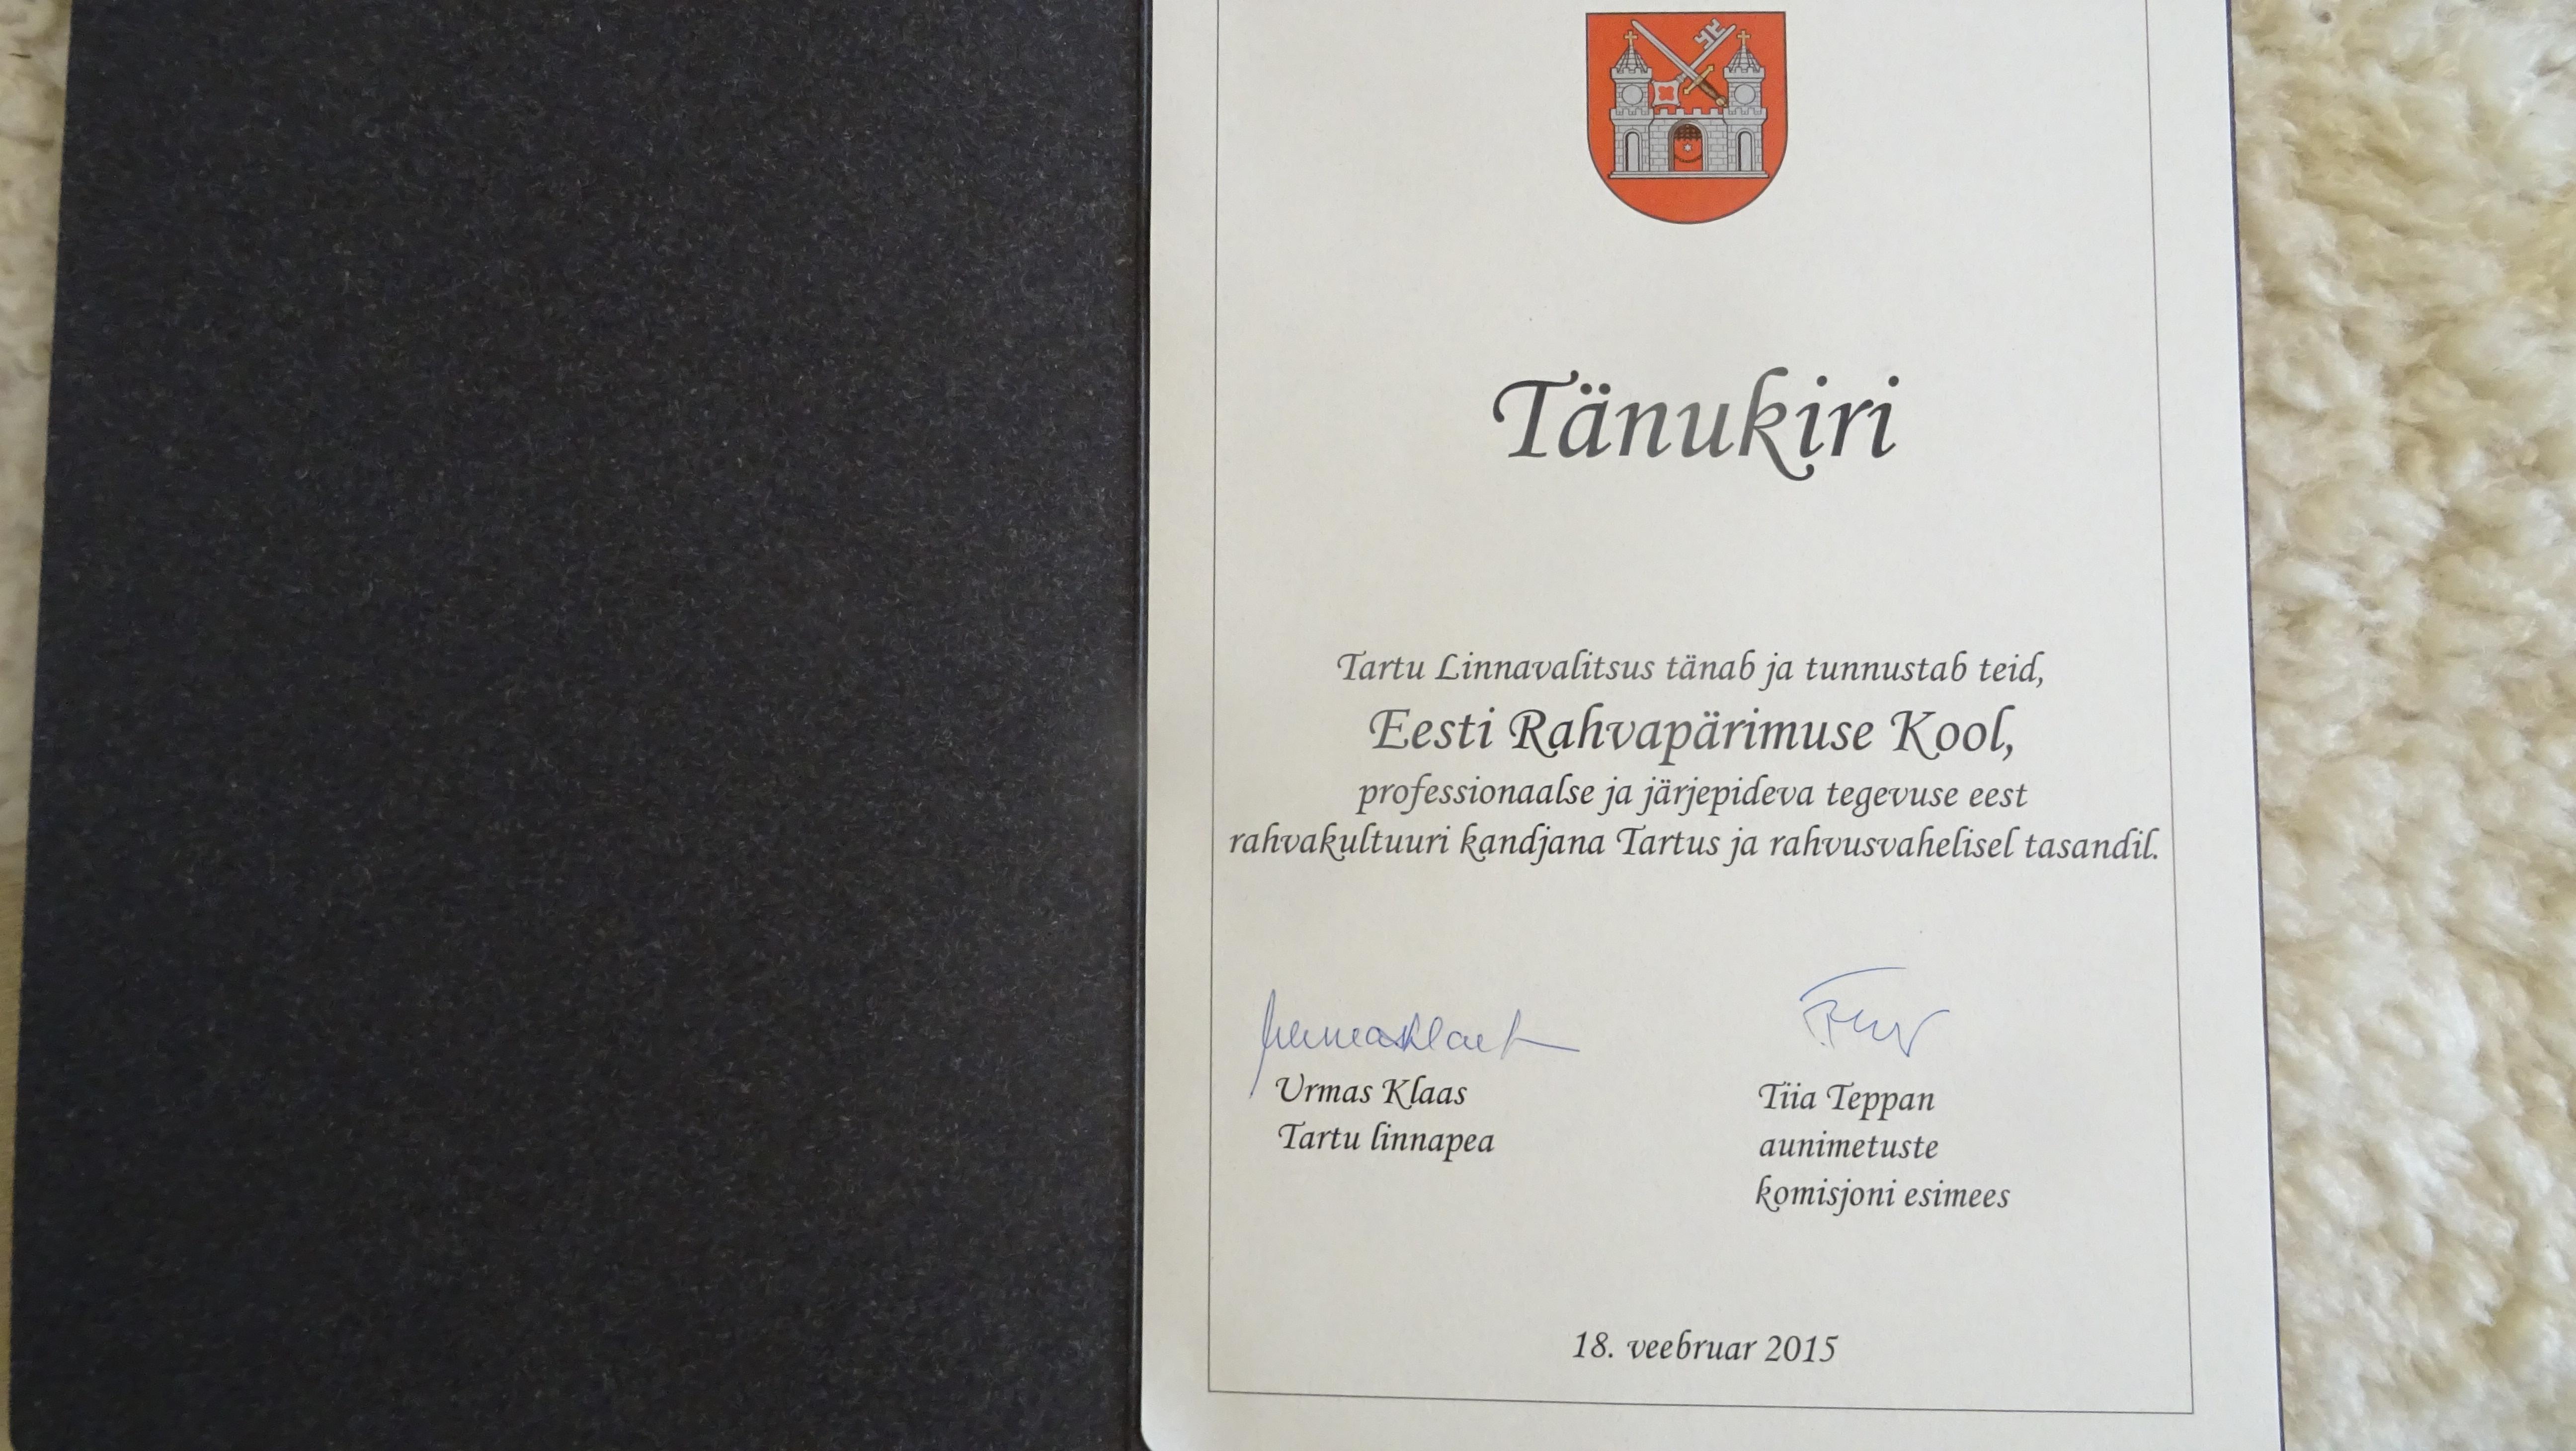 Tänukiri
Tartu Linnavalitsus tänab ja tunnustab teid,
Eesti Rahvapärimuse Kool,
professionaalse ja järjepideva tegevuse eest
rahvakultuuri kandjana Tartus ja rahvusvahelisel tasandil.
Urmas Klaas
Tartu linnapea
Tiia Teppan
aunimetuste
komisjoni esimees
18. veebruar 2015